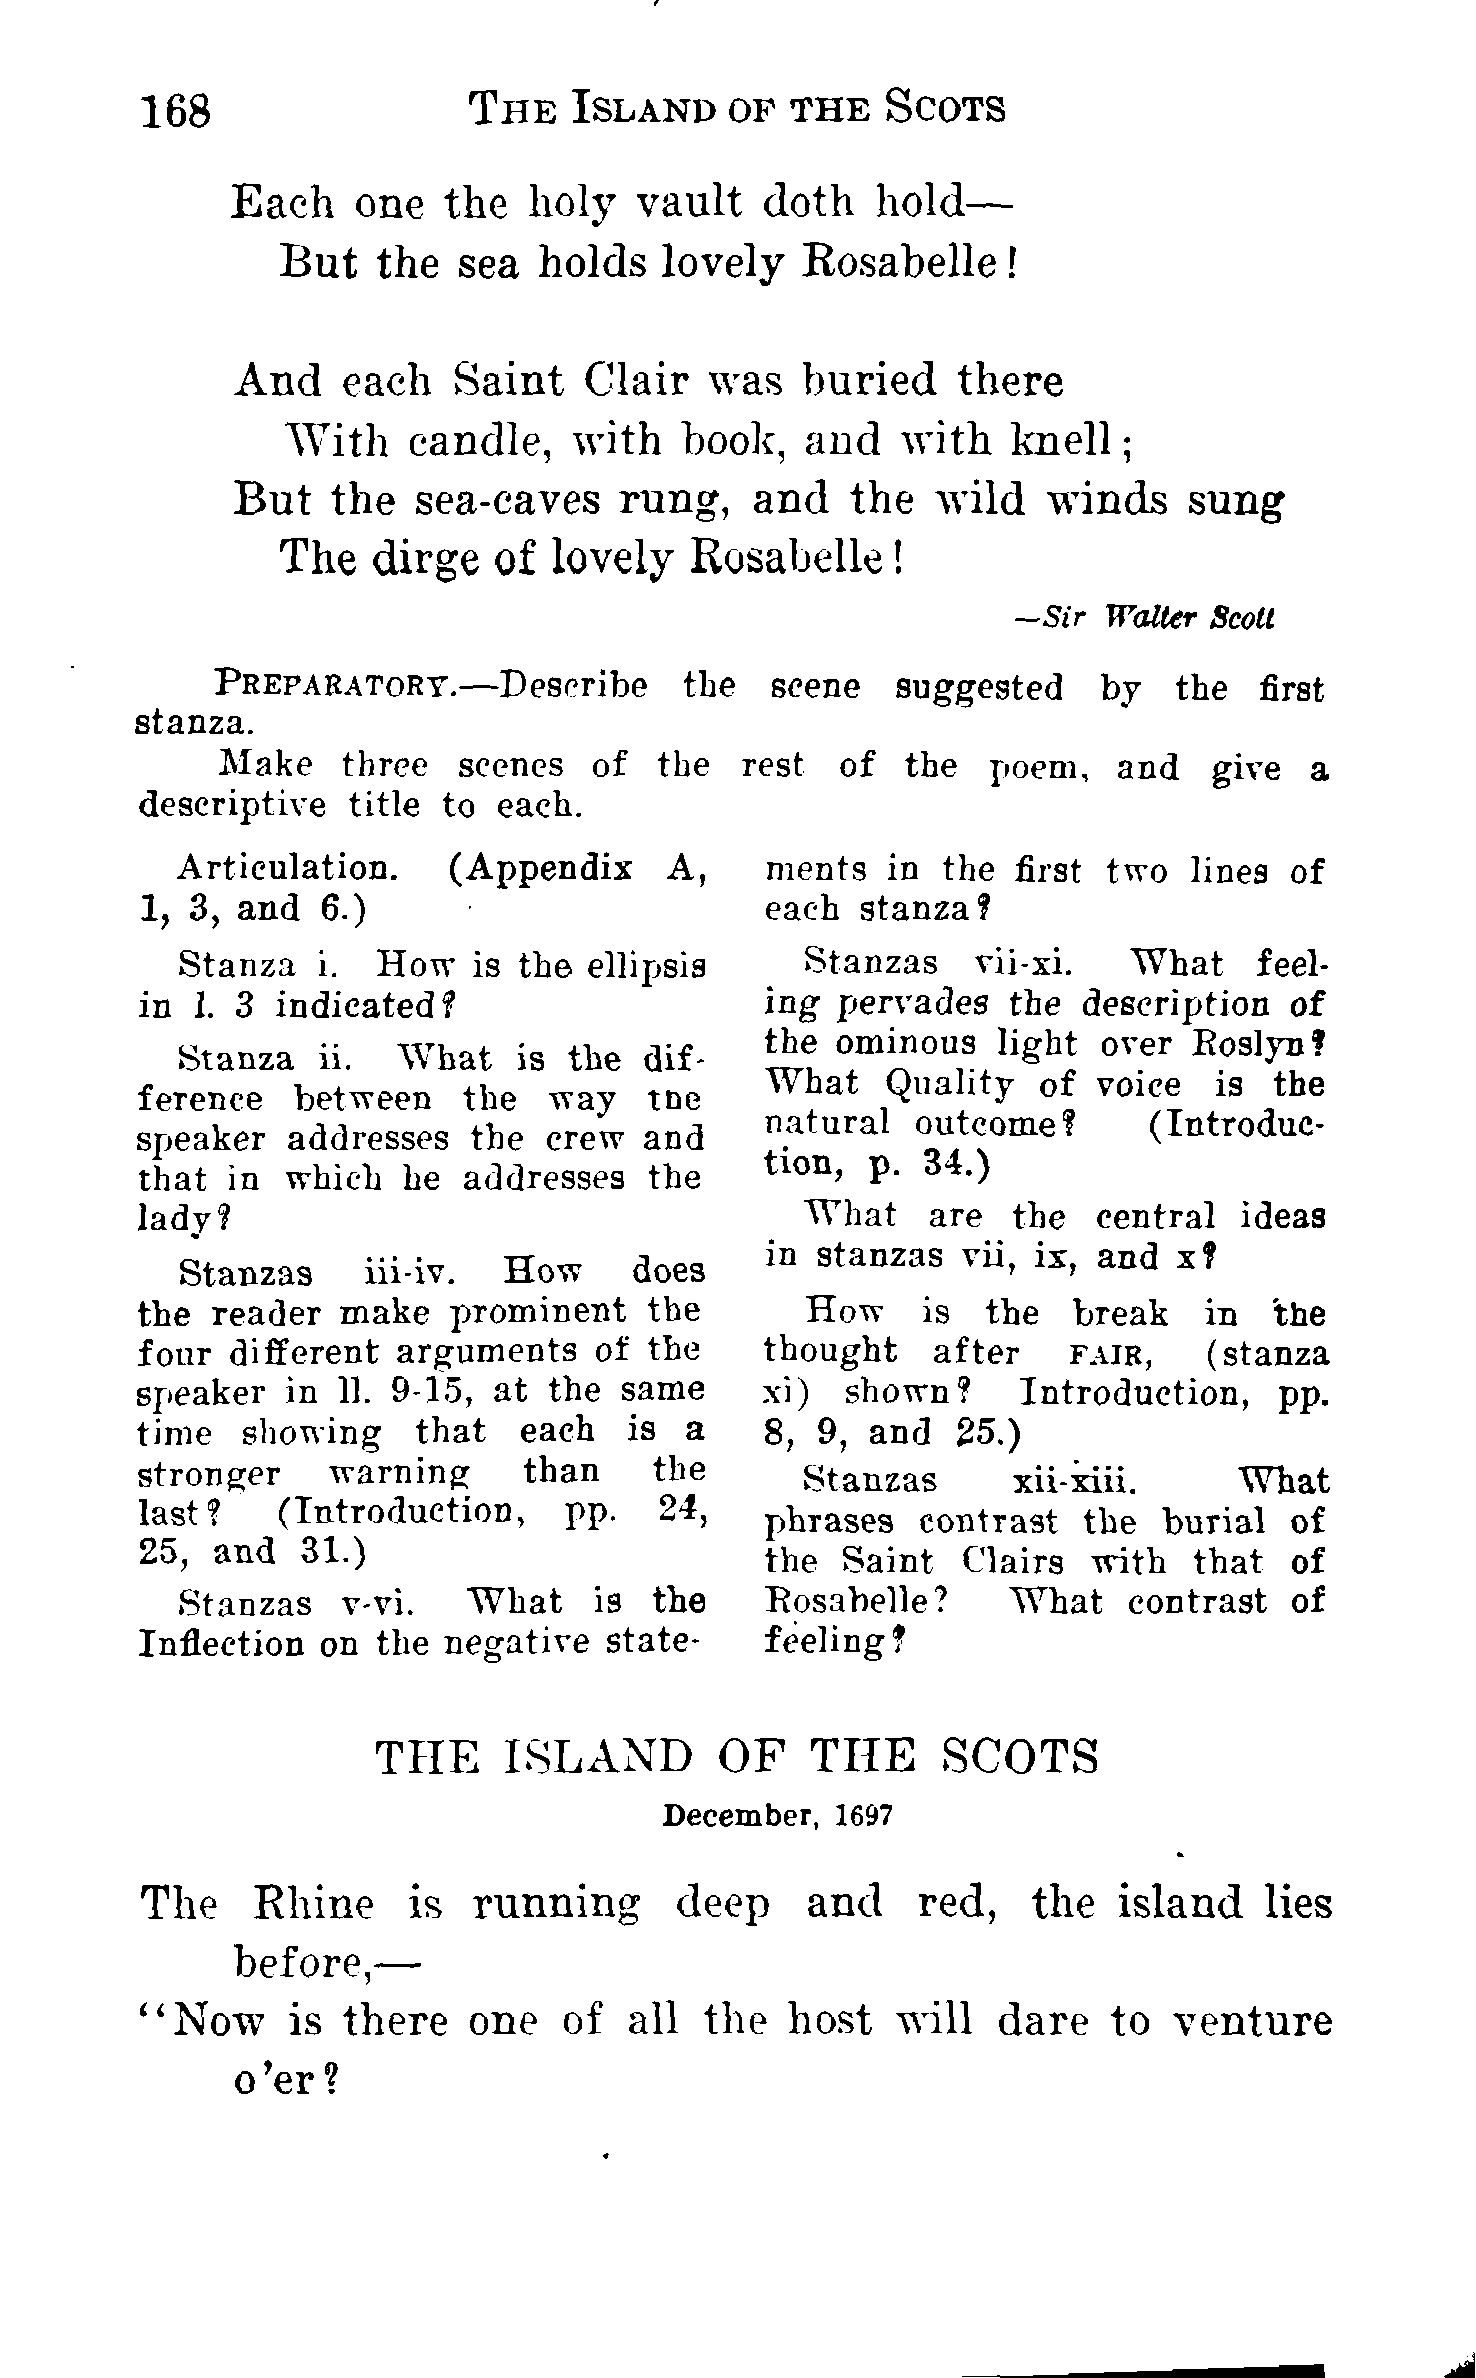 168 THE ISLAND OF THE SCOTS
Each one the holy vault doth hold—
But the sea holds lovely Rosabelle!
And each Saint Clair was buried there
With candle, with book, and with knell;
But the sea-caves rung, and the wild winds sung
The dirge of lovely Rosabelle!
—Sir Walter Scott
PREPARATORY.—Describe the scene suggested by the first
stanza.
Make three scenes of the rest of the poem, and give a
descriptive title to each.
Articulation. (Appendix A,
1, 3, and 6.)
Stanza i. How is the ellipsis
in l. 3 indicated?
Stanza ii. What is the dif-
ference between the way the
speaker addresses the crew and
that in which he addresses the
lady?
Stanzas iii-iv. How does
the reader make prominent the
four different arguments of the
speaker in ll. 9-15, at the same
time showing that each is a
stronger warning than the
last? (Introduction, pp. 24,
25, and 31.)
Stanzas v-vi. What is the
Inflection on the negative state-
ments in the first two lines of
each stanza?
Stanzas vii-xi. What feel-
ing pervades the description of
the ominous light over Roslyn?
What Quality of voice is the
natural outcome? (Introduc-
tion, p. 34.)
What are the central ideas
in stanzas vii, ix, and x?
How is the break in the
thought after FAIR, (stanza
xi) shown? Introduction, pp.
8, 9, and 25.)
Stanzas xii-xiii. What
phrases contrast the burial of
the Saint Clairs with that of
Rosabelle? What contrast of
feeling?
THE ISLAND OF THE SCOTS
December, 1697
The Rhine is running deep and red, the island lies
before,—
"Now is there one of all the host will dare to venture
o'er?